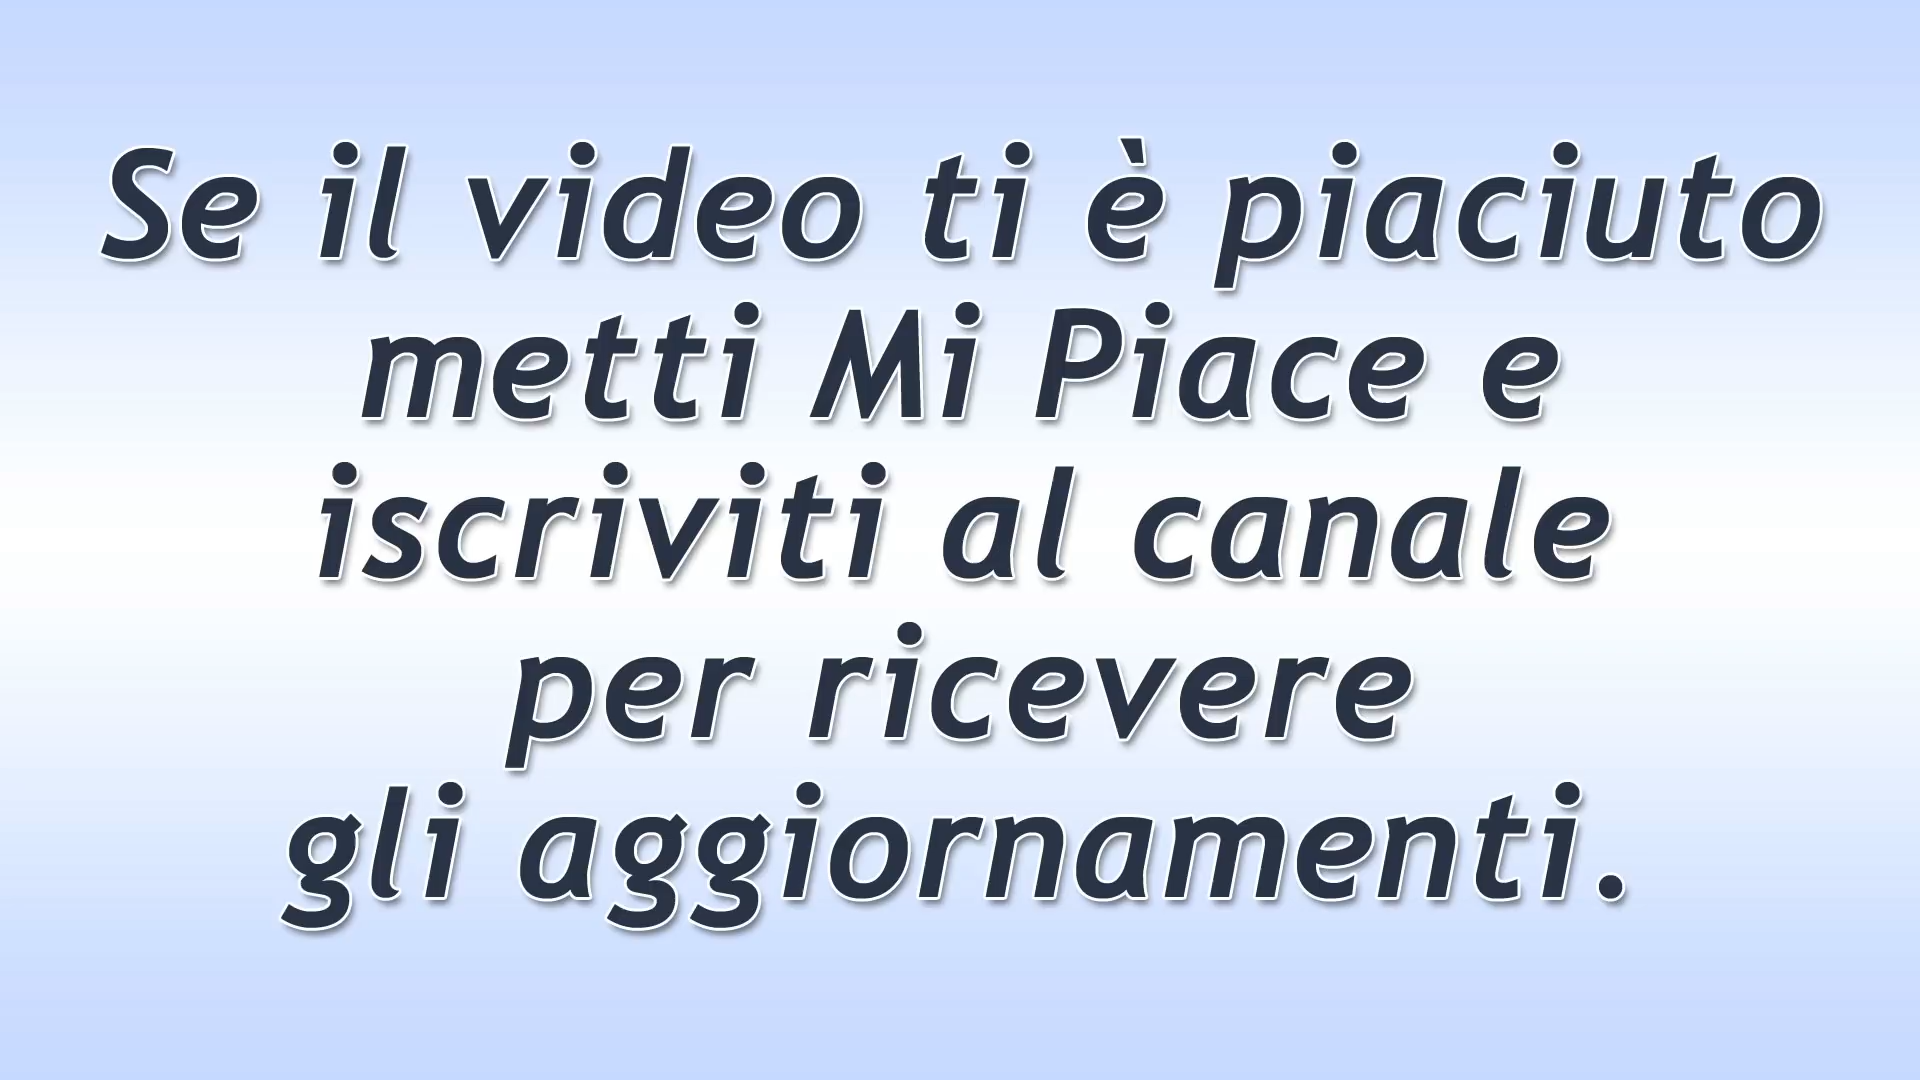 Se il video ti è piaciuto
metti Mi Piace e
iscriviti al canale
per ricevere
gli aggiornamenti.